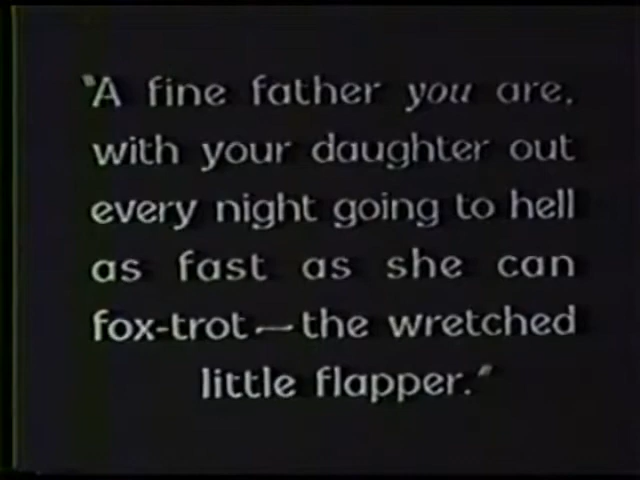 "A fine father you are,
with your daughter out
every night going to hell
as fast as she can
fox-trot—the wretched
little flapper."